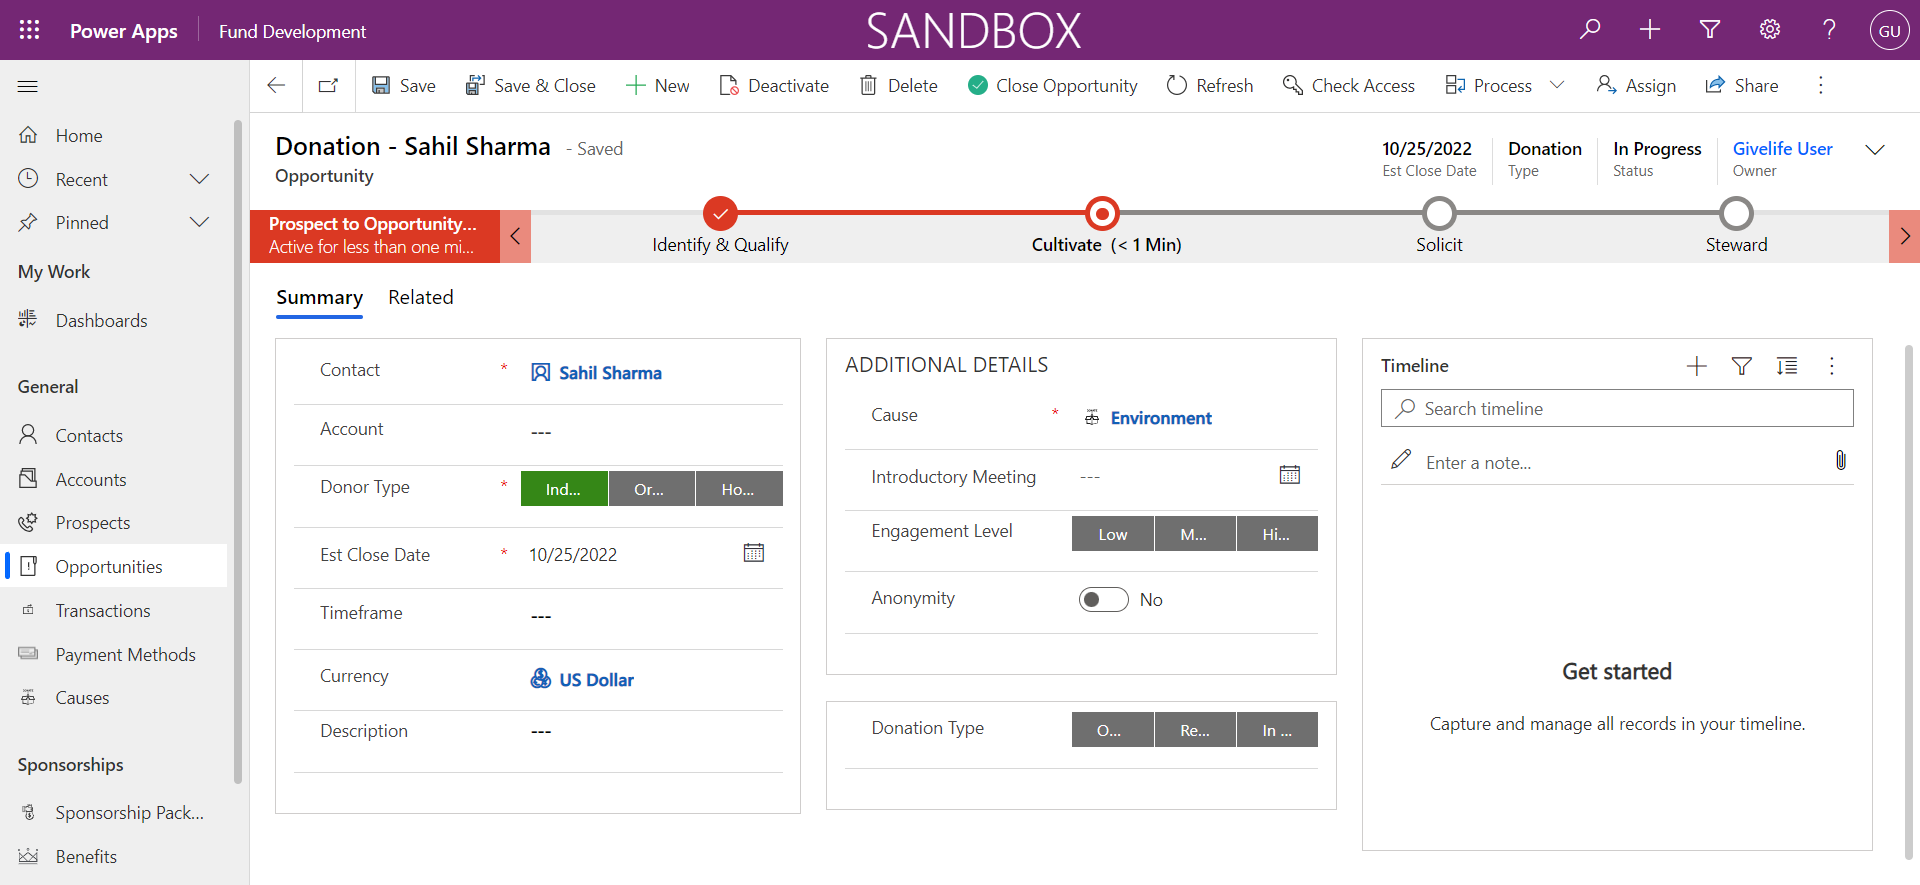 Power Apps
Fund Development
SANDBOX
GU
Save
Save & Close
New
Deactivate
Delete
Close Opportunity
Refresh
Check Access
Process
Assign
Share
Home
Recent
Pinned
My Work
Dashboards
General
Contacts
Accounts
Prospects
Opportunities
Transactions
Payment Methods
Causes
Sponsorships
Sponsorship Pack...
Benefits
Donation - Sahil Sharma - Saved
Opportunity
10/25/2022
Est Close Date
Donation
Type
In Progress
Status
Givelife User
Owner
Prospect to Opportunity...
Active for less than one mi...
Identify & Qualify
Cultivate (< 1 Min)
Solicit
Steward
Summary
Related
Contact * Sahil Sharma
Account ---
Donor Type * Ind... Or... Ho...
Est Close Date * 10/25/2022
Timeframe ---
Currency US Dollar
Description ---
ADDITIONAL DETAILS
Cause * Environment
Introductory Meeting ---
Engagement Level Low M... Hi...
Anonymity No
Donation Type O... Re... In ...
Timeline
Search timeline
Enter a note...
Get started
Capture and manage all records in your timeline.